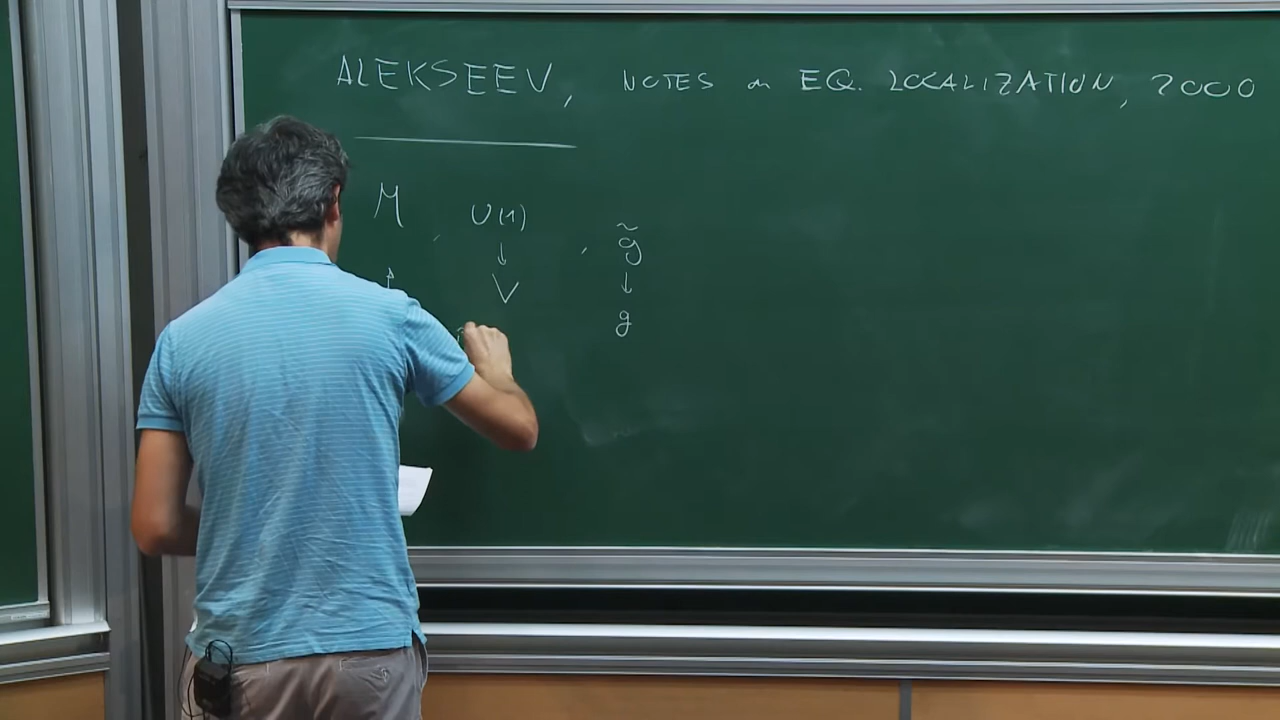 ALEKSEEV, NOTES on EQ. LOCALIZATION, 2000
M, U(1), g̃
↓ ↓
V g